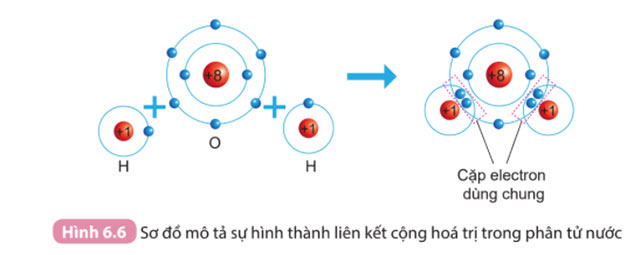 +8
+
+
+1
+1
H
O
H
+8
+1
+1
Cặp electron
dùng chung
Hình 6.6 Sơ đồ mô tả sự hình thành liên kết cộng hoá trị trong phân tử nước